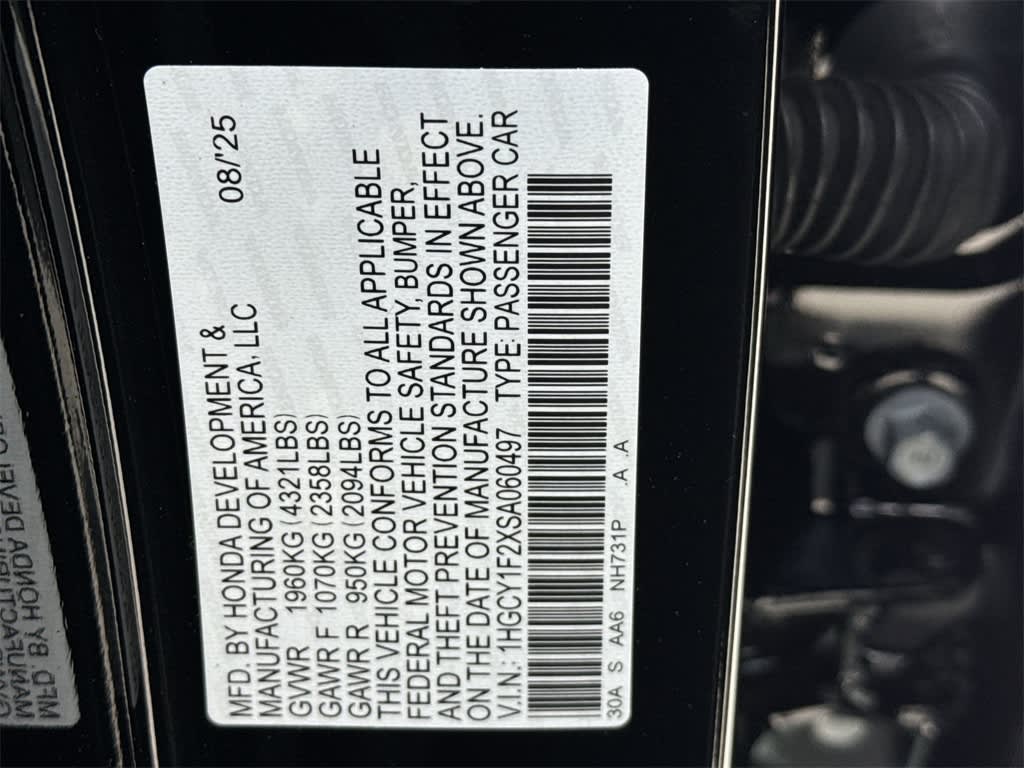 MFD. BY HONDA DEVELOPMENT & 08/'25
MANUFACTURING OF AMERICA, LLC
GVWR 1960KG (4321LBS)
GAWR F 1070KG (2358LBS)
GAWR R 950KG (2094LBS)
THIS VEHICLE CONFORMS TO ALL APPLICABLE
FEDERAL MOTOR VEHICLE SAFETY, BUMPER,
AND THEFT PREVENTION STANDARDS IN EFFECT
ON THE DATE OF MANUFACTURE SHOWN ABOVE.
V.I.N.: 1HGCY1F2XSA060497 TYPE: PASSENGER CAR
30A S AA6 NH731P .A .A